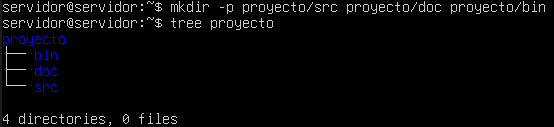 servidor@servidor:~$ mkdir -p proyecto/src proyecto/doc proyecto/bin
servidor@servidor:~$ tree proyecto
proyecto
├── bin
├── doc
└── src
4 directories, 0 files